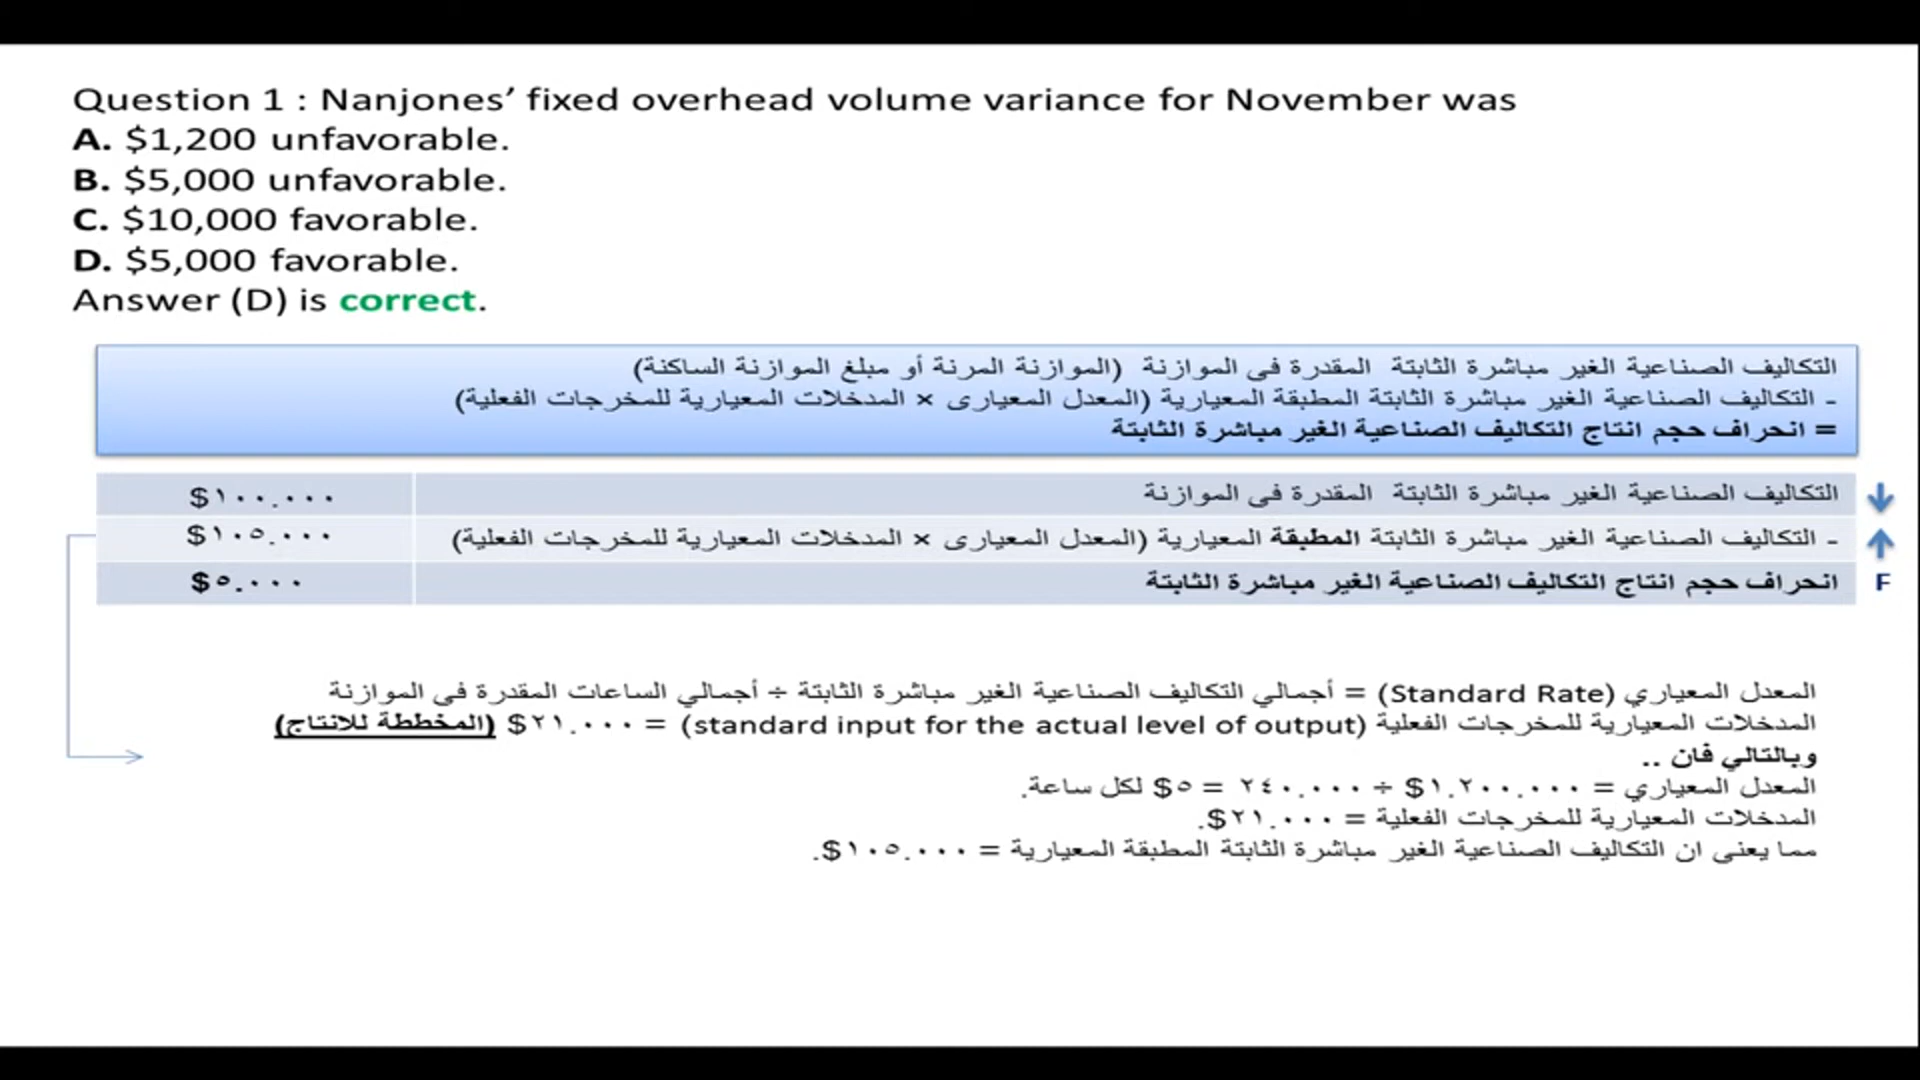 Question 1 : Nanjones’ fixed overhead volume variance for November was
A. $1,200 unfavorable.
B. $5,000 unfavorable.
C. $10,000 favorable.
D. $5,000 favorable.
Answer (D) is correct.
التكاليف الصناعية الغير مباشرة الثابتة المقدرة فى الموازنة (الموازنة المرنة أو مبلغ الموازنة الساكنة)
- التكاليف الصناعية الغير مباشرة الثابتة المطبقة المعيارية (المعدل المعيارى × المدخلات المعيارية للمخرجات الفعلية)
= انحراف حجم انتاج التكاليف الصناعية الغير مباشرة الثابتة
التكاليف الصناعية الغير مباشرة الثابتة المقدرة فى الموازنة $١٠٠.٠٠٠
- التكاليف الصناعية الغير مباشرة الثابتة المطبقة المعيارية (المعدل المعيارى × المدخلات المعيارية للمخرجات الفعلية) $١٠٥.٠٠٠
F انحراف حجم انتاج التكاليف الصناعية الغير مباشرة الثابتة $٥.٠٠٠
المعدل المعياري (Standard Rate) = أجمالي التكاليف الصناعية الغير مباشرة الثابتة ÷ أجمالي الساعات المقدرة فى الموازنة
المدخلات المعيارية للمخرجات الفعلية (standard input for the actual level of output) = ٢١.٠٠٠$ (المخططة للانتاج)
وبالتالي فان ..
المعدل المعياري = ١.٢٠٠.٠٠٠$ ÷ ٢٤٠.٠٠٠ = ٥$ لكل ساعة.
المدخلات المعيارية للمخرجات الفعلية = ٢١.٠٠٠$.
مما يعنى ان التكاليف الصناعية الغير مباشرة الثابتة المطبقة المعيارية = ١٠٥.٠٠٠$.